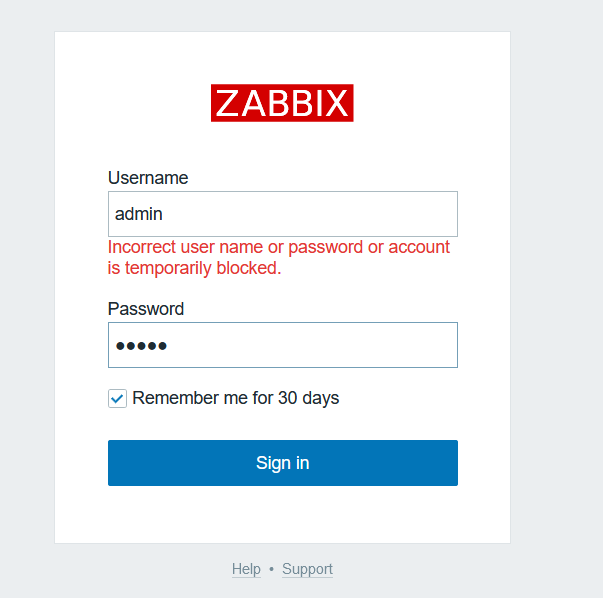 ZABBIX
Username
admin
Incorrect user name or password or account
is temporarily blocked.
Password
●●●●●
Remember me for 30 days
Sign in
Help • Support